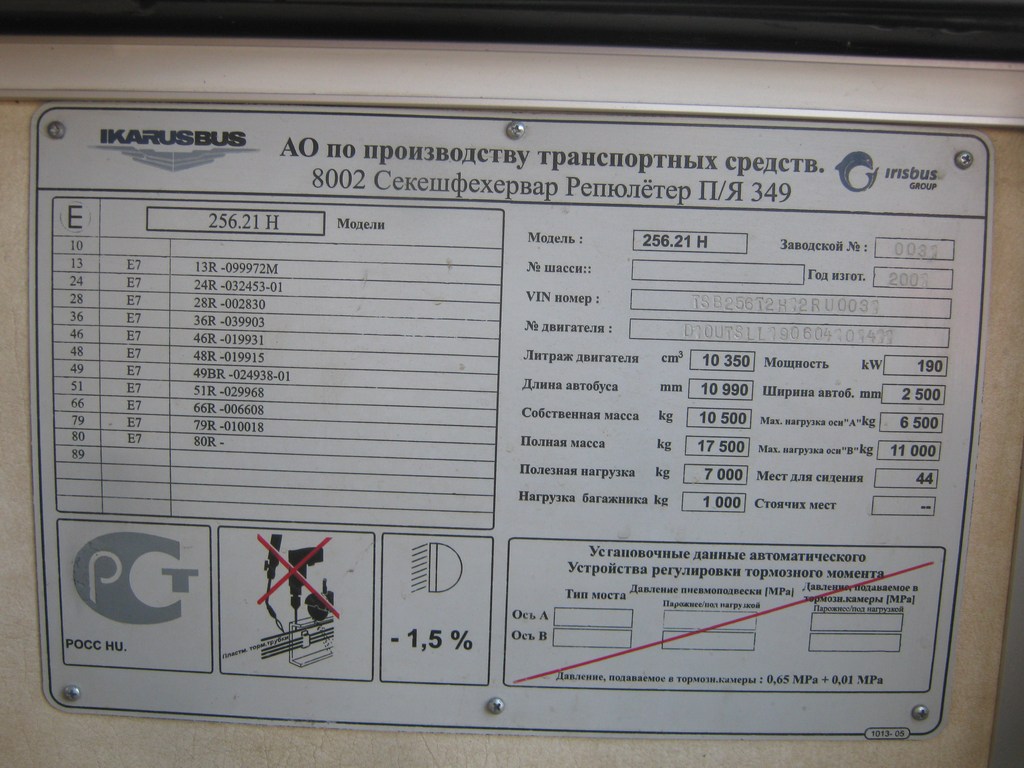 IKARUSBUS
АО по производству транспортных средств.
8002 Секешфехервар Репюлётер П/Я 349
irisbus
GROUP
E 256.21 H Модели
10
13 E7 13R -099972M
24 E7 24R -032453-01
28 E7 28R -002830
36 E7 36R -039903
46 E7 46R -019931
48 E7 48R -019915
49 E7 49BR -024938-01
51 E7 51R -029968
66 E7 66R -006608
79 E7 79R -010018
80 E7 80R -
89
Модель : 256.21 H Заводской № :
№ шасси:: Год изгот.
VIN номер :
№ двигателя :
Литраж двигателя cm³ 10 350 Мощность kW 190
Длина автобуса mm 10 990 Ширина автоб. mm 2 500
Собственная масса kg 10 500 Мах. нагрузка оси"А"kg 6 500
Полная масса kg 17 500 Мах. нагрузка оси"В"kg 11 000
Полезная нагрузка kg 7 000 Мест для сидения 44
Нагрузка багажника kg 1 000 Стоячих мест --
РСТ
РОСС HU.
Пластм. торм.трубки
- 1,5 %
Установочные данные автоматического
Устройства регулировки тормозного момента
Тип моста Давление пневмоподвески [MPa] Давление, подаваемое в
тормозн.камеры [MPa]
Парожнее/под нагрузкой Парожнее/под нагрузкой
Ось А
Ось В
Давление, подаваемое в тормозн.камеры : 0,65 MPa + 0,01 MPa
1013- 05